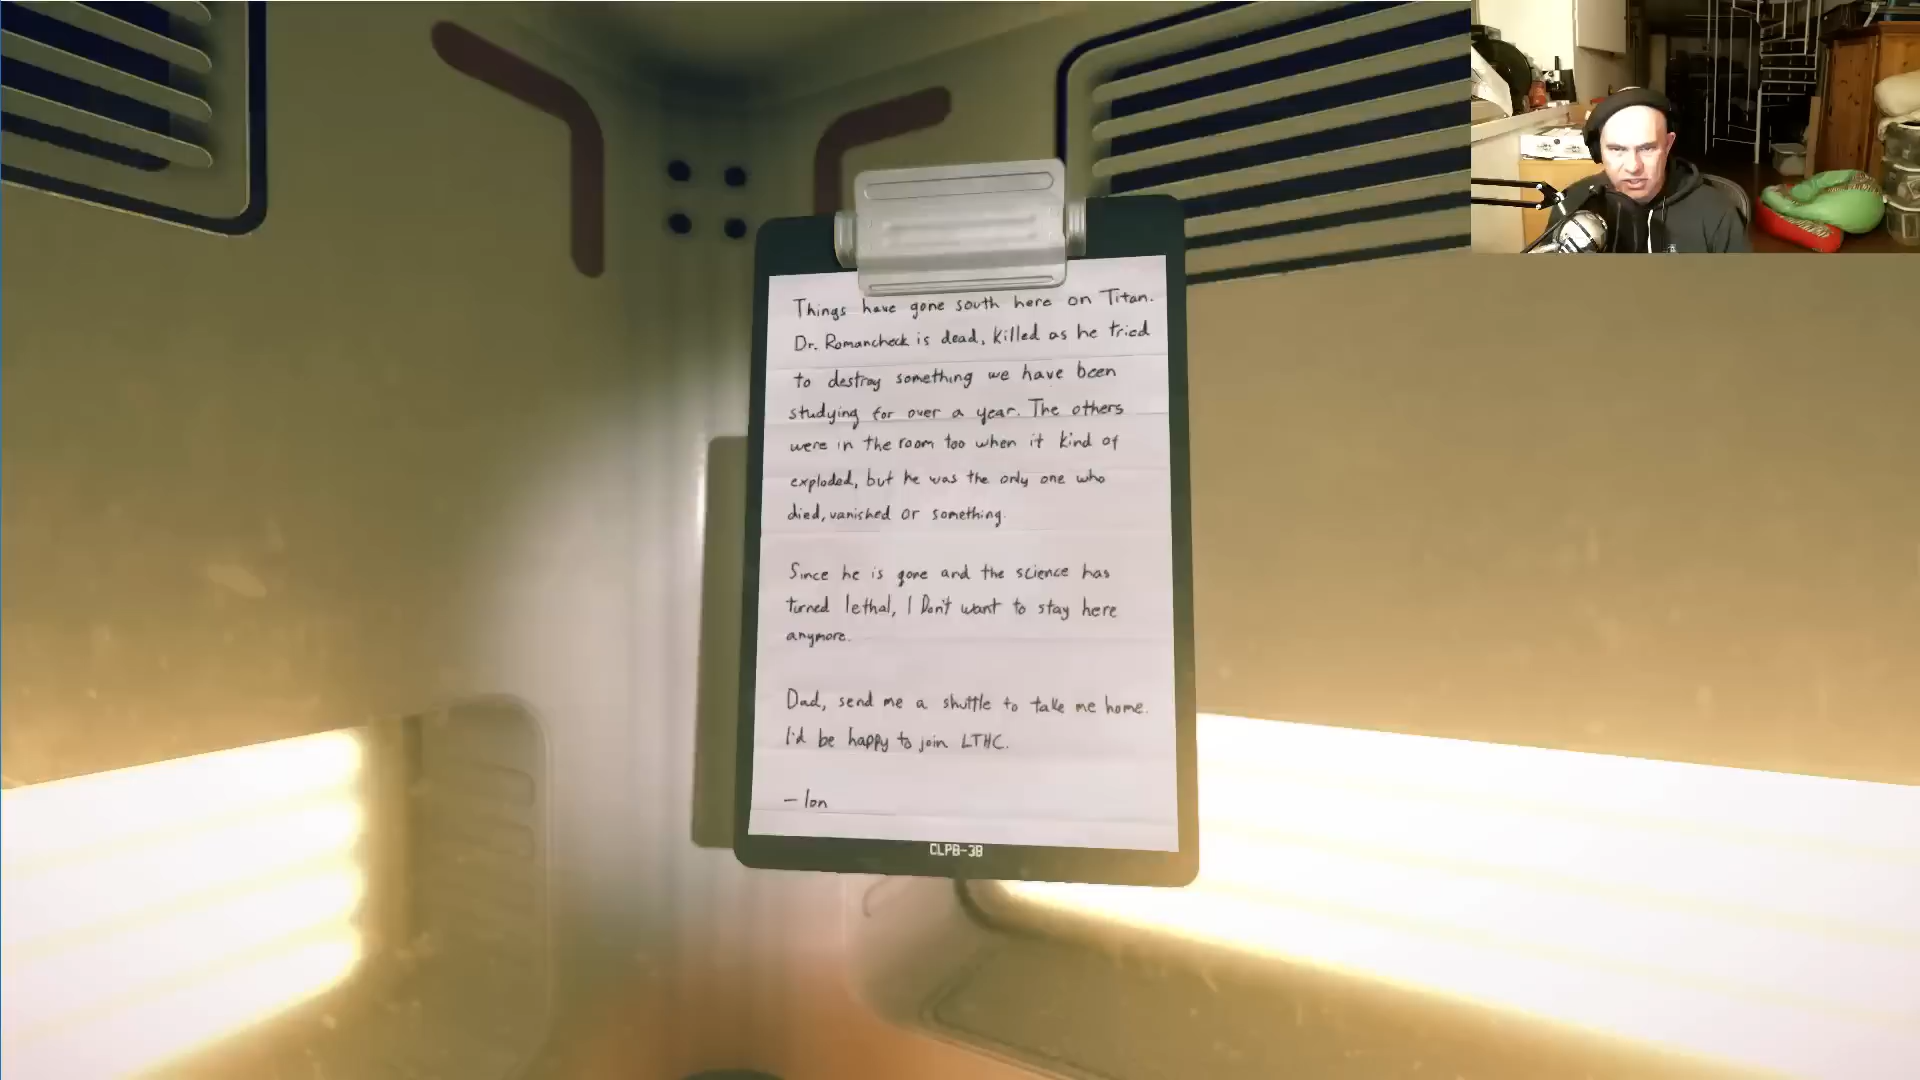 Things have gone south here on Titan.
Dr. Romancheck is dead, killed as he tried
to destroy something we have been
studying for over a year. The others
were in the room too when it kind of
exploded, but he was the only one who
died, vanished or something.
Since he is gone and the science has
turned lethal, I Don't want to stay here
anymore.
Dad, send me a shuttle to take me home.
I'd be happy to join LTHC.
– Ion
CLPB-3B